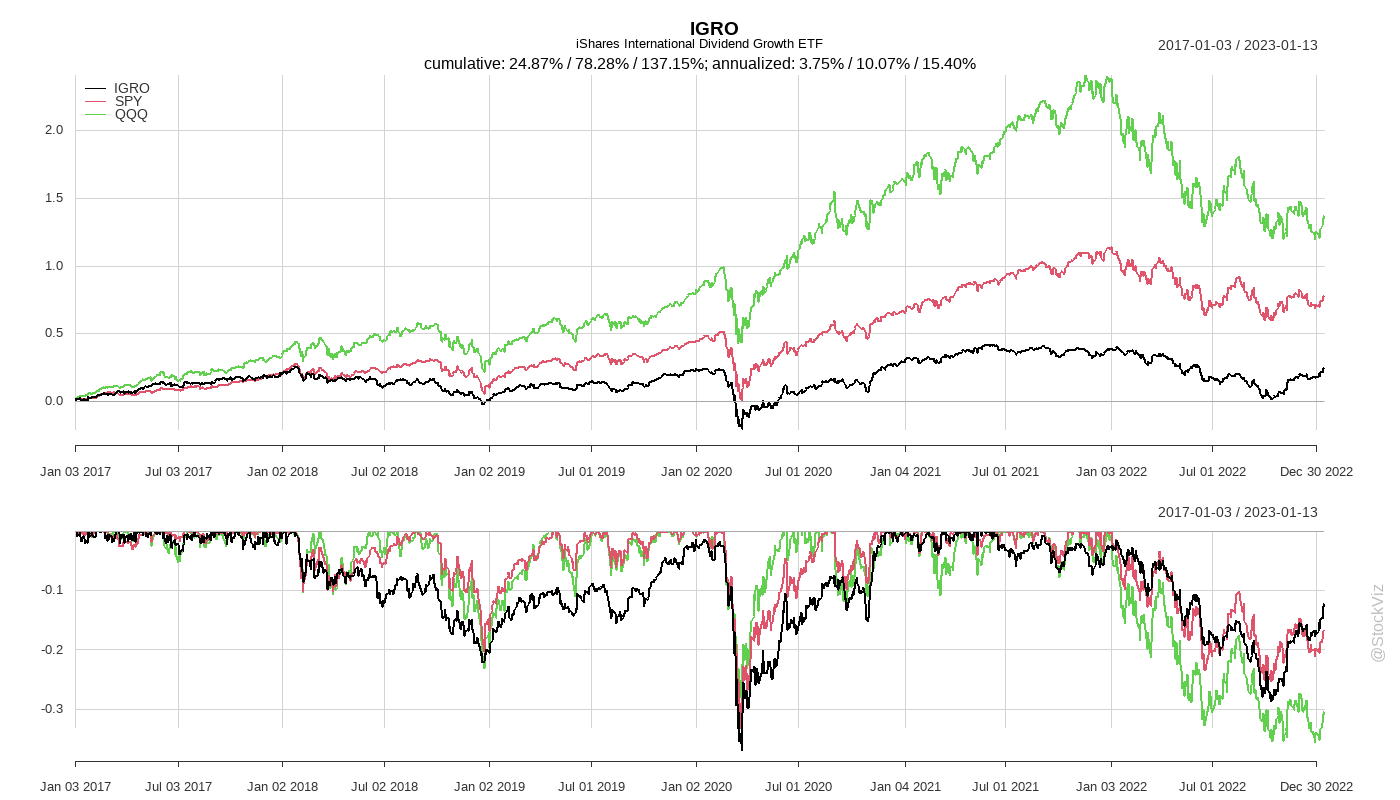 IGRO
iShares International Dividend Growth ETF
2017-01-03 / 2023-01-13
cumulative: 24.87% / 78.28% / 137.15%; annualized: 3.75% / 10.07% / 15.40%
IGRO
SPY
QQQ
2.0
1.5
1.0
0.5
0.0
Jan 03 2017 Jul 03 2017 Jan 02 2018 Jul 02 2018 Jan 02 2019 Jul 01 2019 Jan 02 2020 Jul 01 2020 Jan 04 2021 Jul 01 2021 Jan 03 2022 Jul 01 2022 Dec 30 2022
2017-01-03 / 2023-01-13
-0.1
-0.2
-0.3
Jan 03 2017 Jul 03 2017 Jan 02 2018 Jul 02 2018 Jan 02 2019 Jul 01 2019 Jan 02 2020 Jul 01 2020 Jan 04 2021 Jul 01 2021 Jan 03 2022 Jul 01 2022 Dec 30 2022
@StockViz